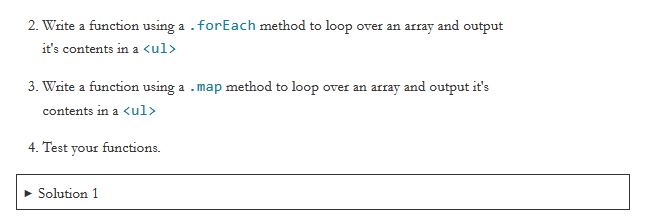 2. Write a function using a .forEach method to loop over an array and output
it's contents in a <ul>
3. Write a function using a .map method to loop over an array and output it's
contents in a <ul>
4. Test your functions.
▸ Solution 1